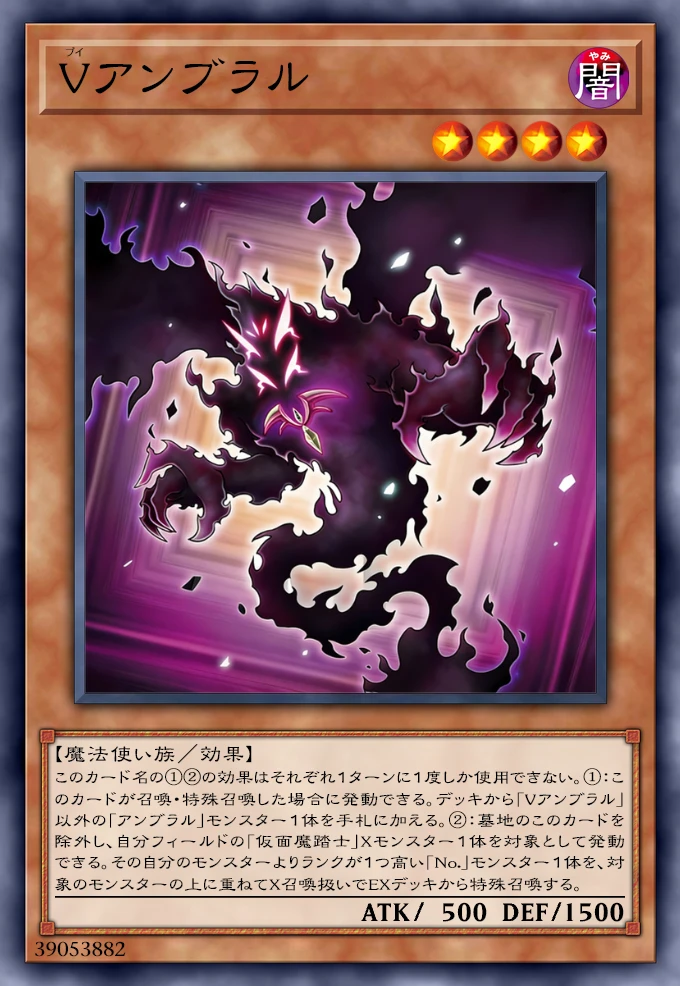 ブイ
Vアンブラル
やみ
闇
【魔法使い族／効果】
このカード名の①②の効果はそれぞれ1ターンに1度しか使用できない。①：こ
のカードが召喚・特殊召喚した場合に発動できる。デッキから「Vアンブラル」
以外の「アンブラル」モンスター1体を手札に加える。②：墓地のこのカードを
除外し、自分フィールドの「仮面魔踏士」Xモンスター1体を対象として発動
できる。その自分のモンスターよりランクが1つ高い「No.」モンスター1体を、対
象のモンスターの上に重ねてX召喚扱いでEXデッキから特殊召喚する。
ATK/ 500 DEF/1500
39053882